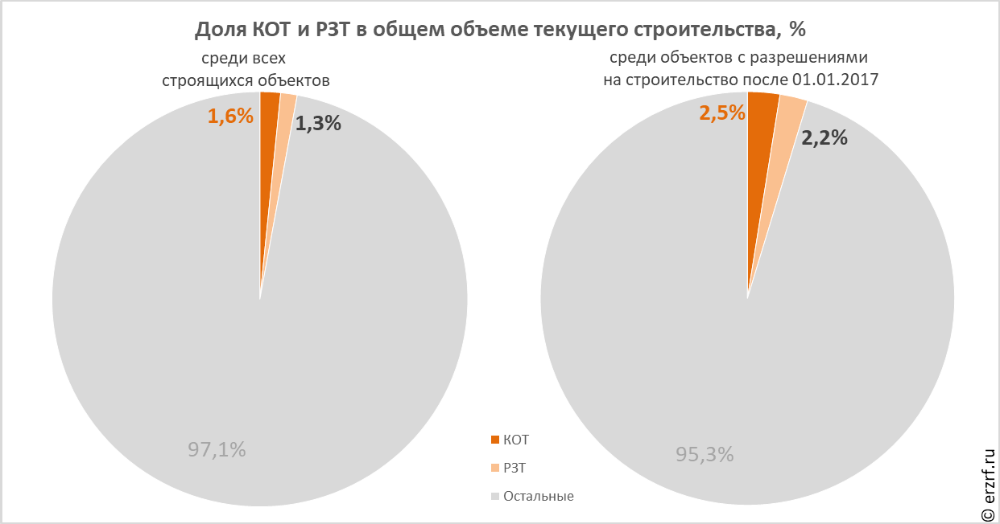 Доля КОТ и РЗТ в общем объеме текущего строительства, %
среди всех
строящихся объектов
1,6%
1,3%
97,1%
среди объектов с разрешениями
на строительство после 01.01.2017
2,5%
2,2%
95,3%
КОТ
РЗТ
Остальные
© erzrf.ru